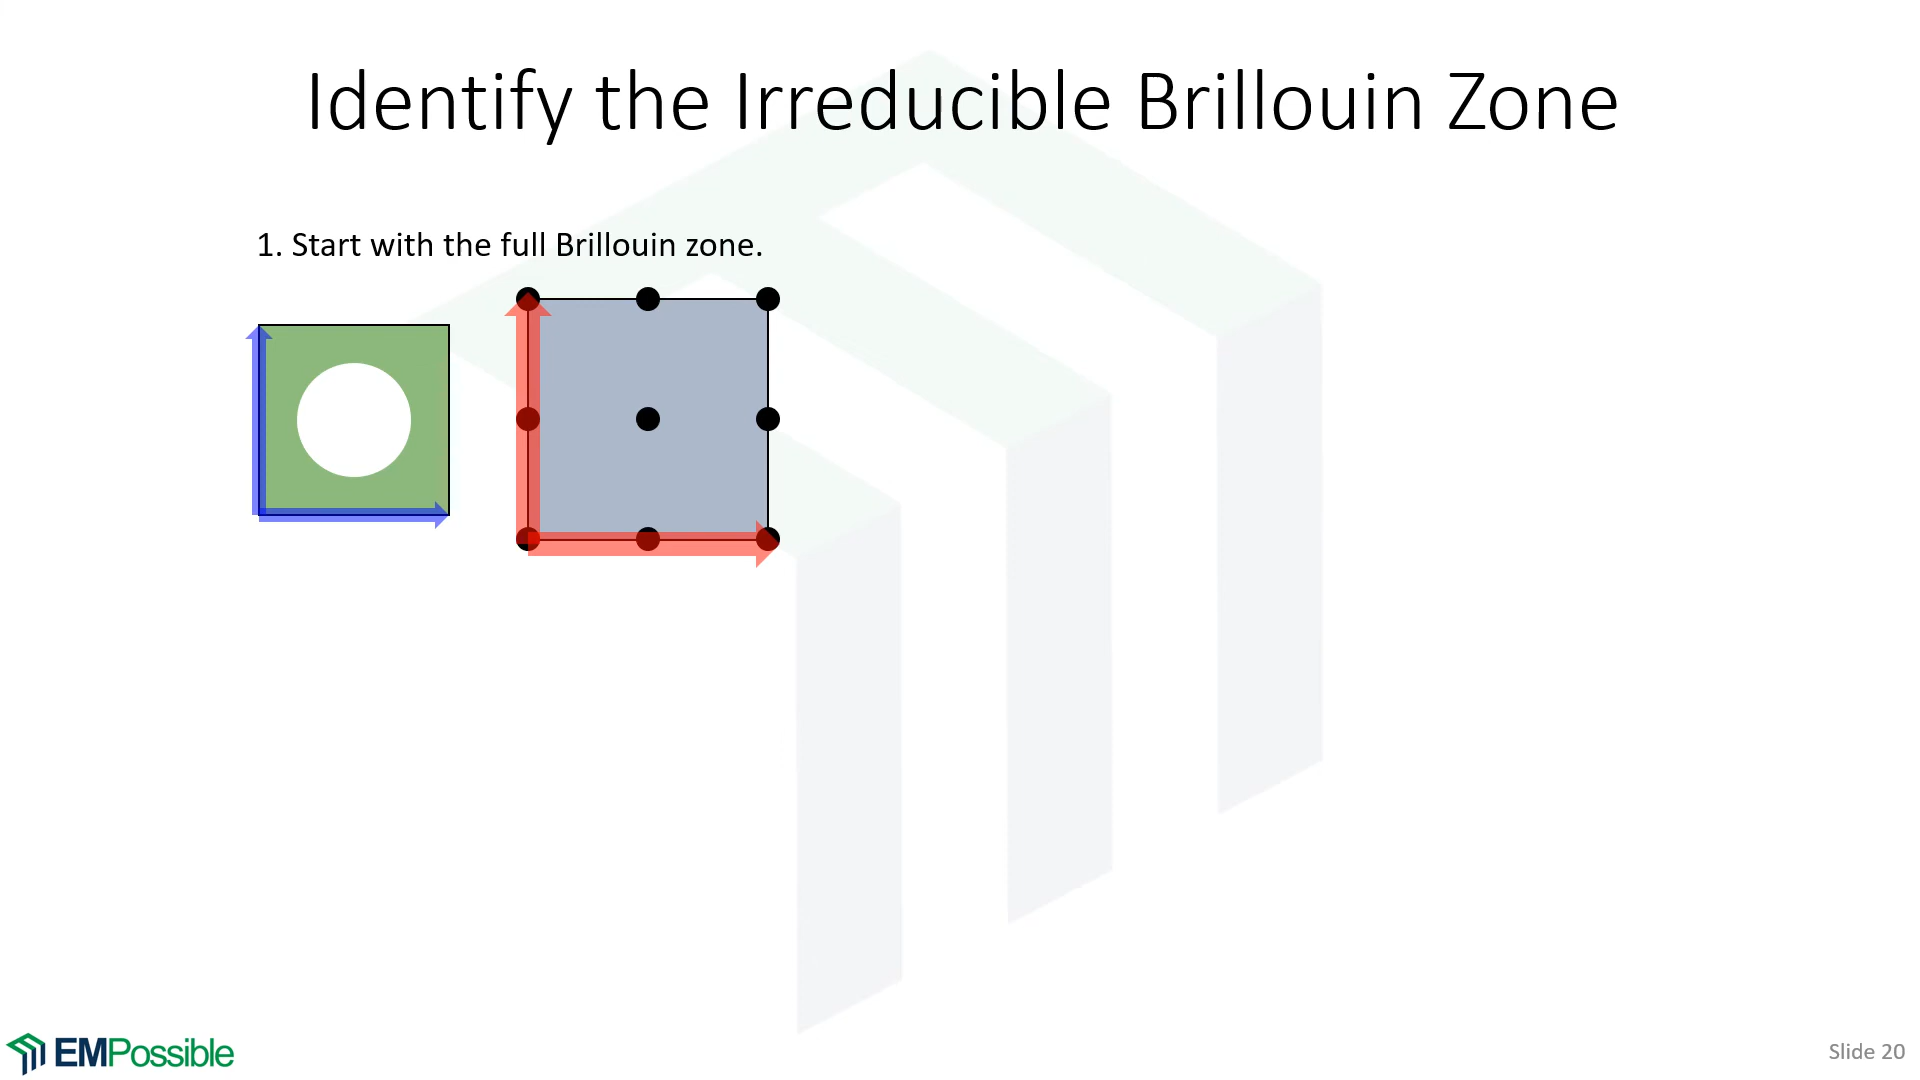 Identify the Irreducible Brillouin Zone
1. Start with the full Brillouin zone.
EMPossible
Slide 20